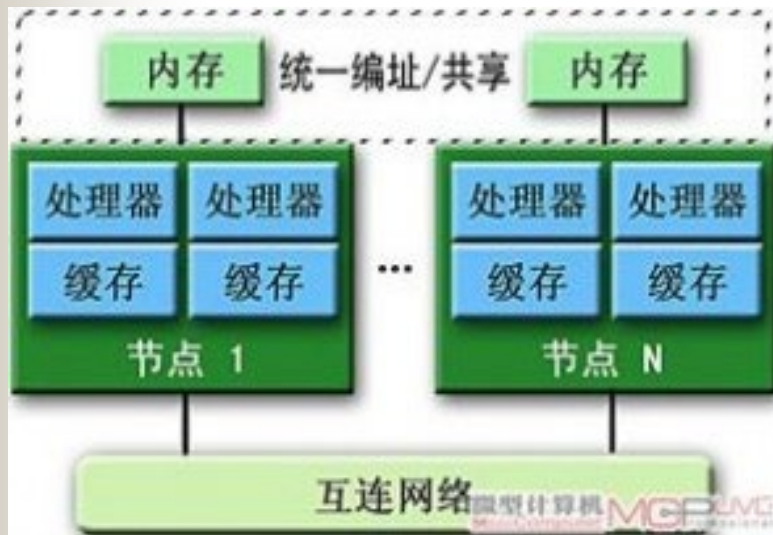 内存 统一编址/共享 内存
处理器 处理器 处理器 处理器
缓存 缓存 ... 缓存 缓存
节点 1 节点 N
互连网络
微型计算机
MicroComputer